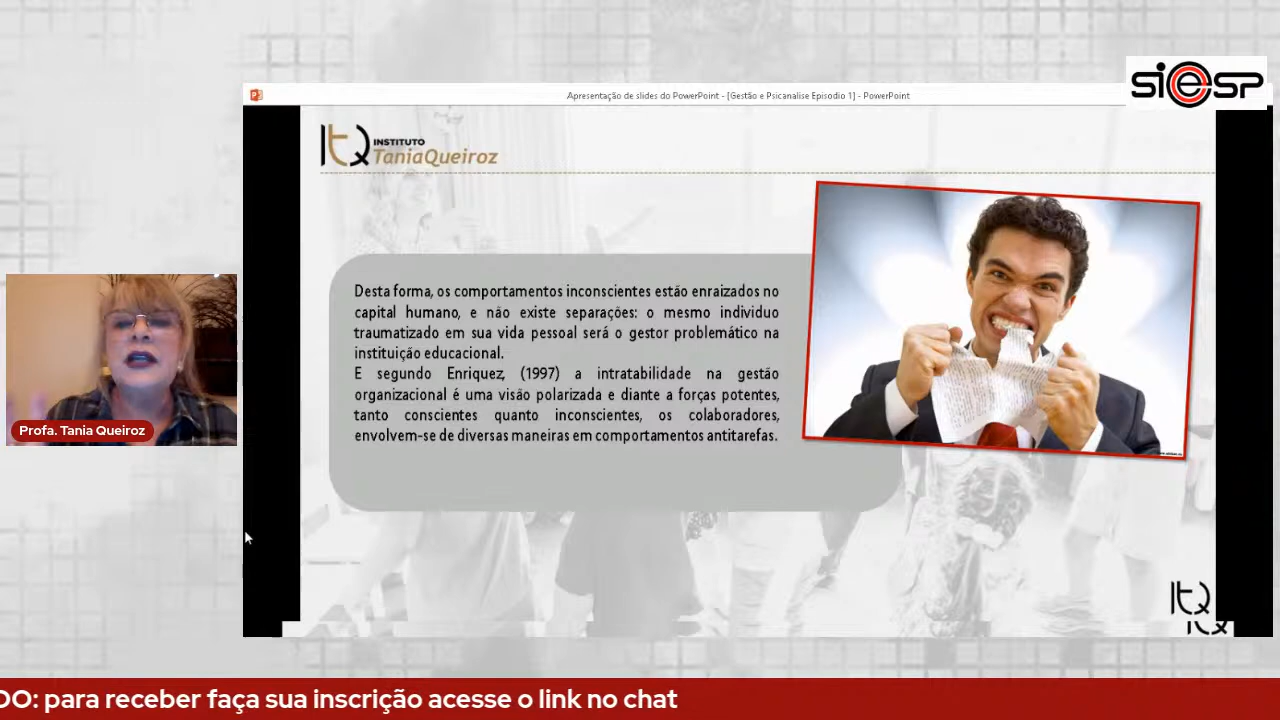 siesp
Apresentação de slides do PowerPoint - [Gestão e Psicanalise Episodio 1] - PowerPoint
INSTITUTO
TaniaQueiroz
Desta forma, os comportamentos inconscientes estão enraizados no
capital humano, e não existe separações: o mesmo individuo
traumatizado em sua vida pessoal será o gestor problemático na
instituição educacional.
E segundo Enriquez, (1997) a intratabilidade na gestão
organizacional é uma visão polarizada e diante a forças potentes,
tanto conscientes quanto inconscientes, os colaboradores,
envolvem-se de diversas maneiras em comportamentos antitarefas.
Profa. Tania Queiroz
DO: para receber faça sua inscrição acesse o link no chat